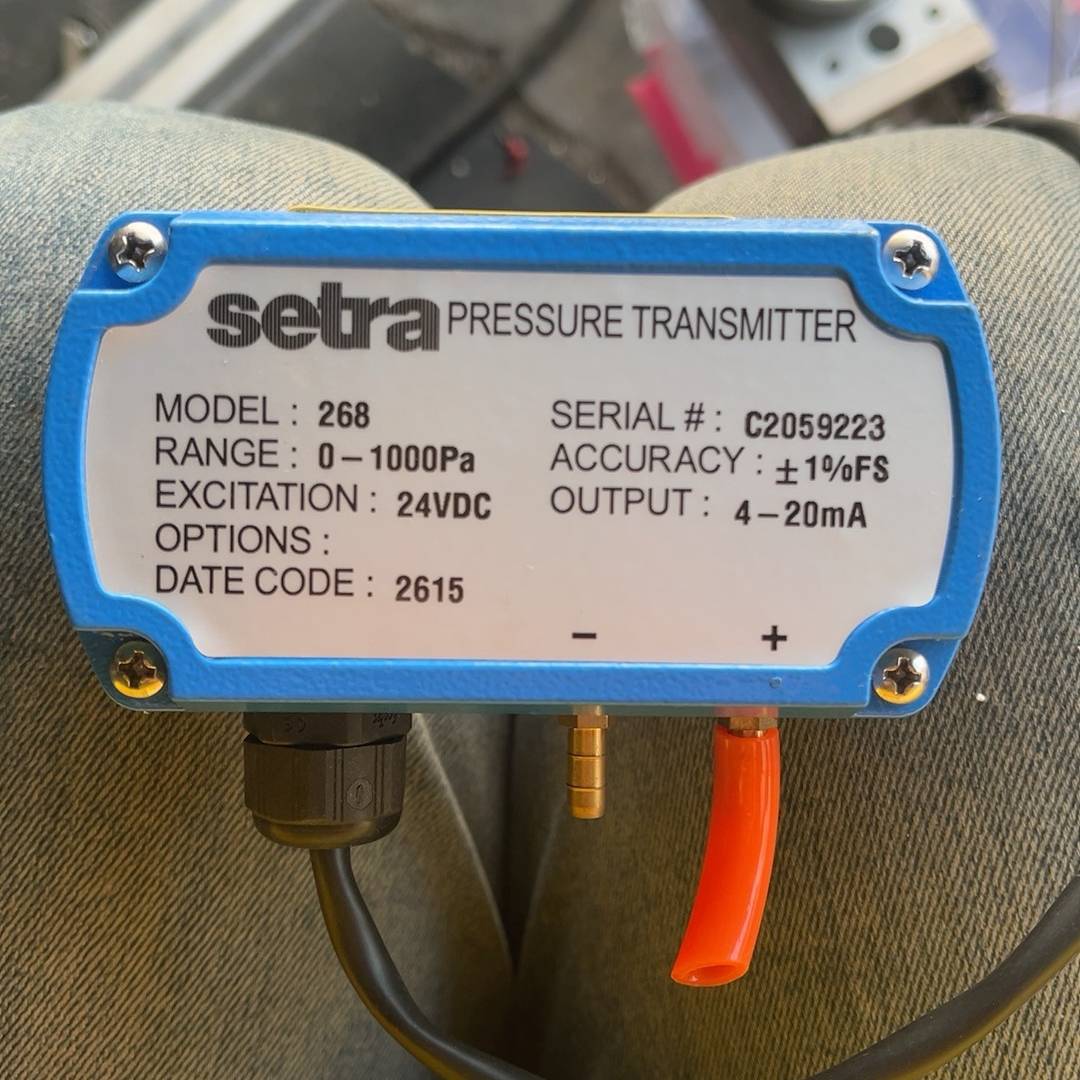 setra PRESSURE TRANSMITTER
MODEL : 268
RANGE : 0–1000Pa
EXCITATION : 24VDC
OPTIONS :
DATE CODE : 2615
SERIAL # : C2059223
ACCURACY : ±1%FS
OUTPUT : 4–20mA
– +